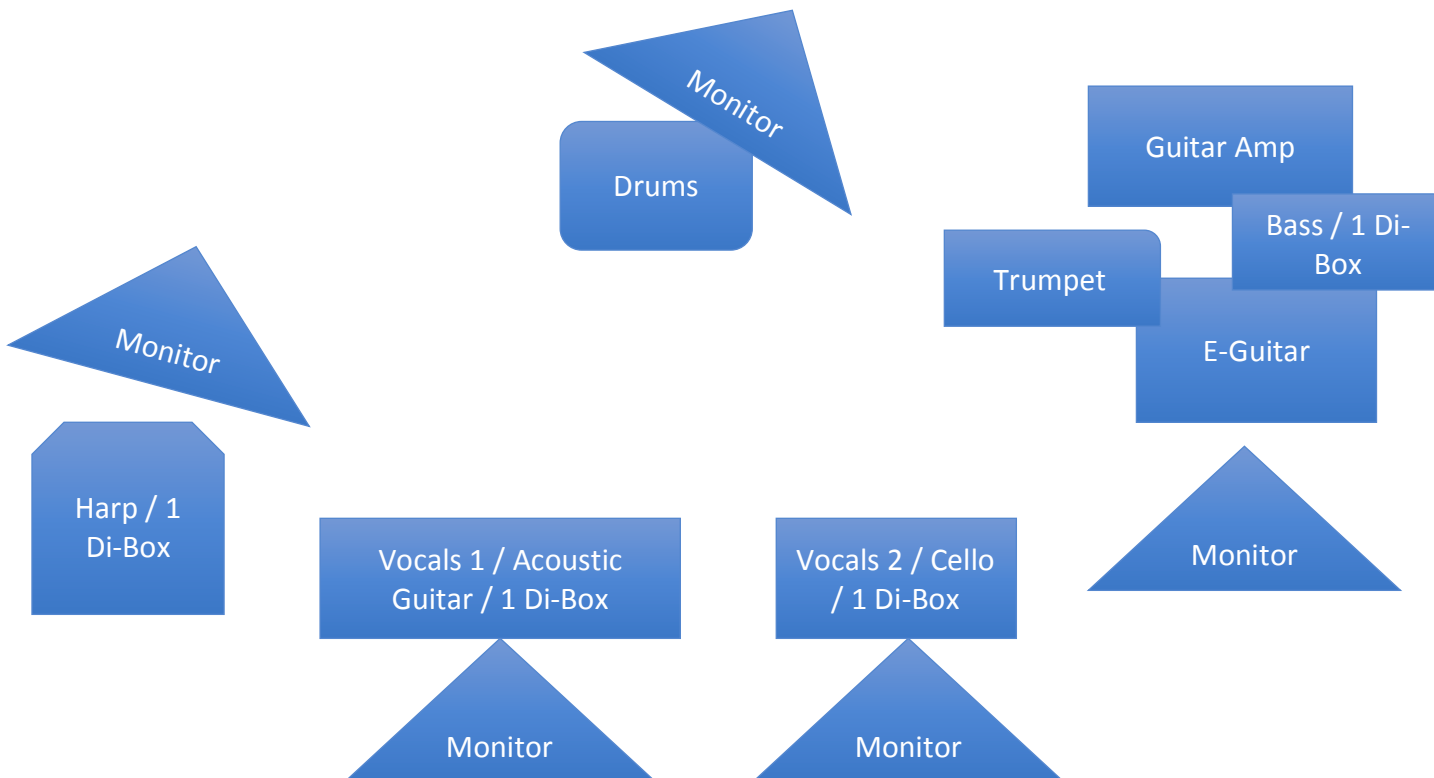 Monitor
Drums
Guitar Amp
Bass / 1 Di-
Box
Trumpet
E-Guitar
Monitor
Harp / 1
Di-Box
Vocals 1 / Acoustic
Guitar / 1 Di-Box
Vocals 2 / Cello
/ 1 Di-Box
Monitor
Monitor
Monitor